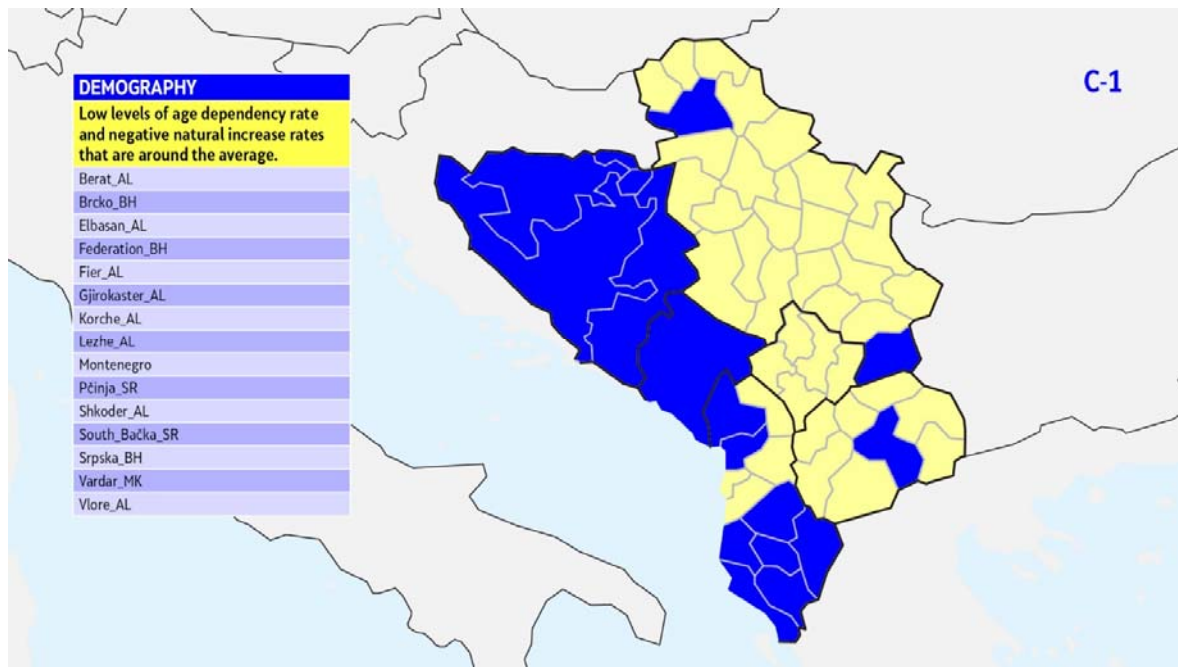 DEMOGRAPHY
Low levels of age dependency rate
and negative natural increase rates
that are around the average.
Berat_AL
Brcko_BH
Elbasan_AL
Federation_BH
Fier_AL
Gjirokaster_AL
Korche_AL
Lezhe_AL
Montenegro
Pčinja_SR
Shkoder_AL
South_Bačka_SR
Srpska_BH
Vardar_MK
Vlore_AL
C-1